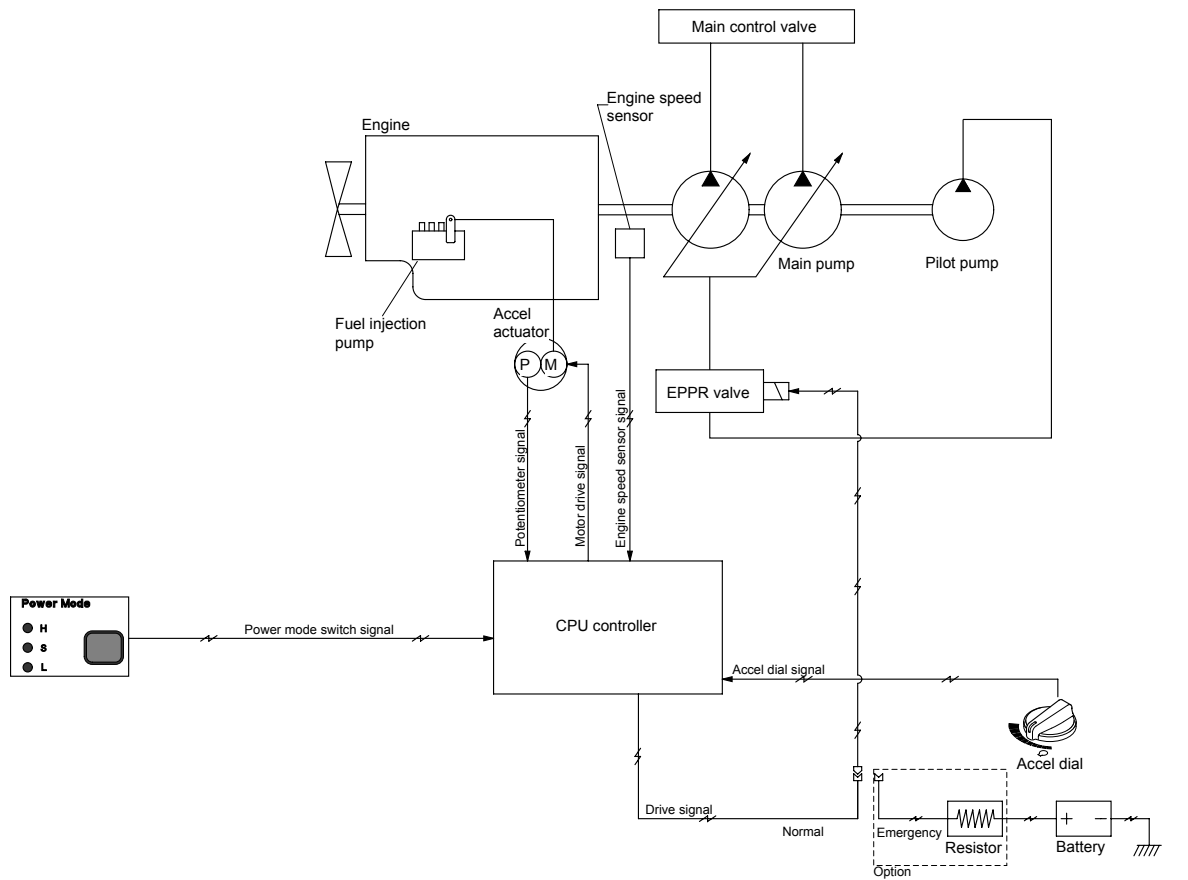 Main control valve
Engine speed
sensor
Engine
Main pump
Pilot pump
Fuel injection
pump
Accel
actuator
P
M
EPPR valve
Potentiometer signal
Motor drive signal
Engine speed sensor signal
Power Mode
H
S
L
Power mode switch signal
CPU controller
Accel dial signal
Accel dial
Drive signal
Normal
Emergency
Resistor
+
−
Battery
Option